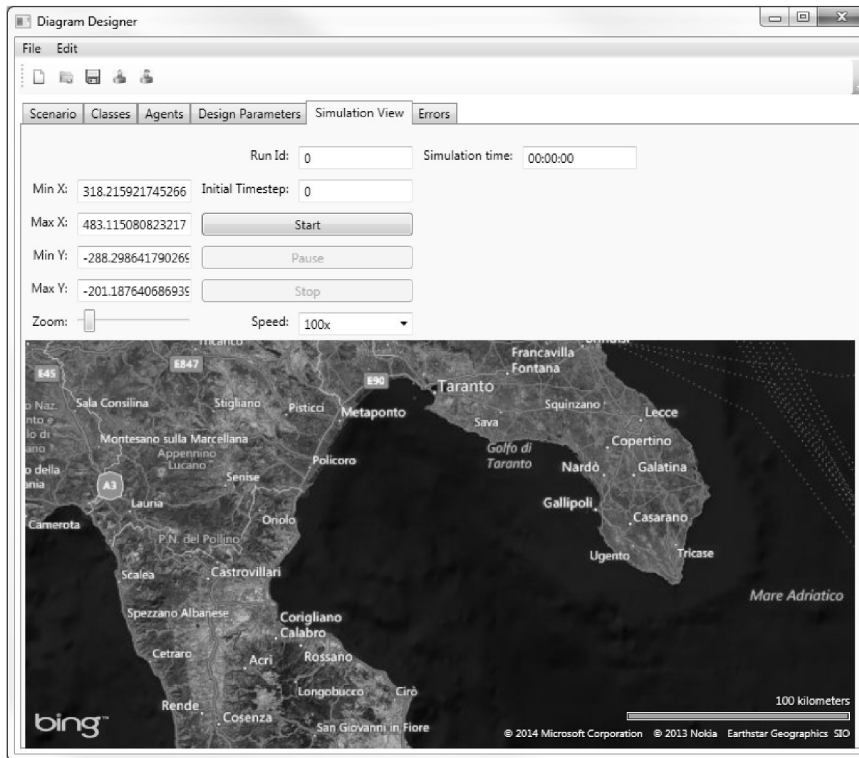 Diagram Designer
File Edit
Scenario Classes Agents Design Parameters Simulation View Errors
Run Id: 0 Simulation time: 00:00:00
Min X: 318.215921745266 Initial Timestep: 0
Max X: 483.115080823217 Start
Min Y: -288.298641790269 Pause
Max Y: -201.187640686939 Stop
Zoom: Speed: 100x
Francavilla
Fontana
E45
E847
E90
Taranto
Sala Consilina
Stigliano
Pisticci
Metaponto
Sava
Squinzano
Lecce
Montesano sulla Marcellana
Appennino
Lucano
Golfo di
Taranto
Copertino
Policoro
Senise
Nardò
Galatina
A3
Lauria
Gallipoli
Casarano
Camerota
Oriolo
P.N. del Pollino
Ugento
Tricase
Scalea
Castrovillari
Mare Adriatico
Spezzano Albanese
Corigliano
Calabro
Cetraro
Acri
Rossano
Longobucco
Cirò
Rende
Cosenza
San Giovanni in Fiore
100 kilometers
bing™
© 2014 Microsoft Corporation © 2013 Nokia Earthstar Geographics SIO